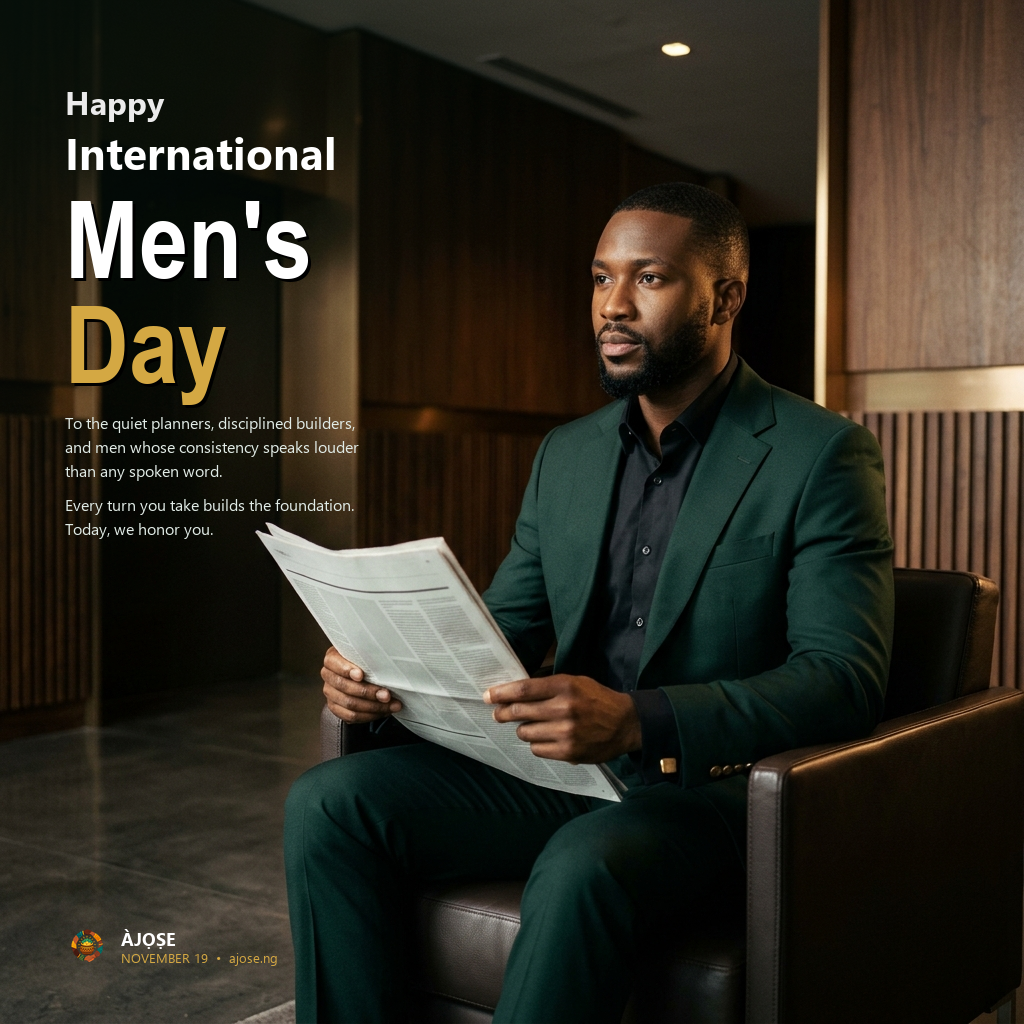 Happy
International
Men's
Day
To the quiet planners, disciplined builders,
and men whose consistency speaks louder
than any spoken word.
Every turn you take builds the foundation.
Today, we honor you.
ÀJỌṢE
NOVEMBER 19 • ajose.ng